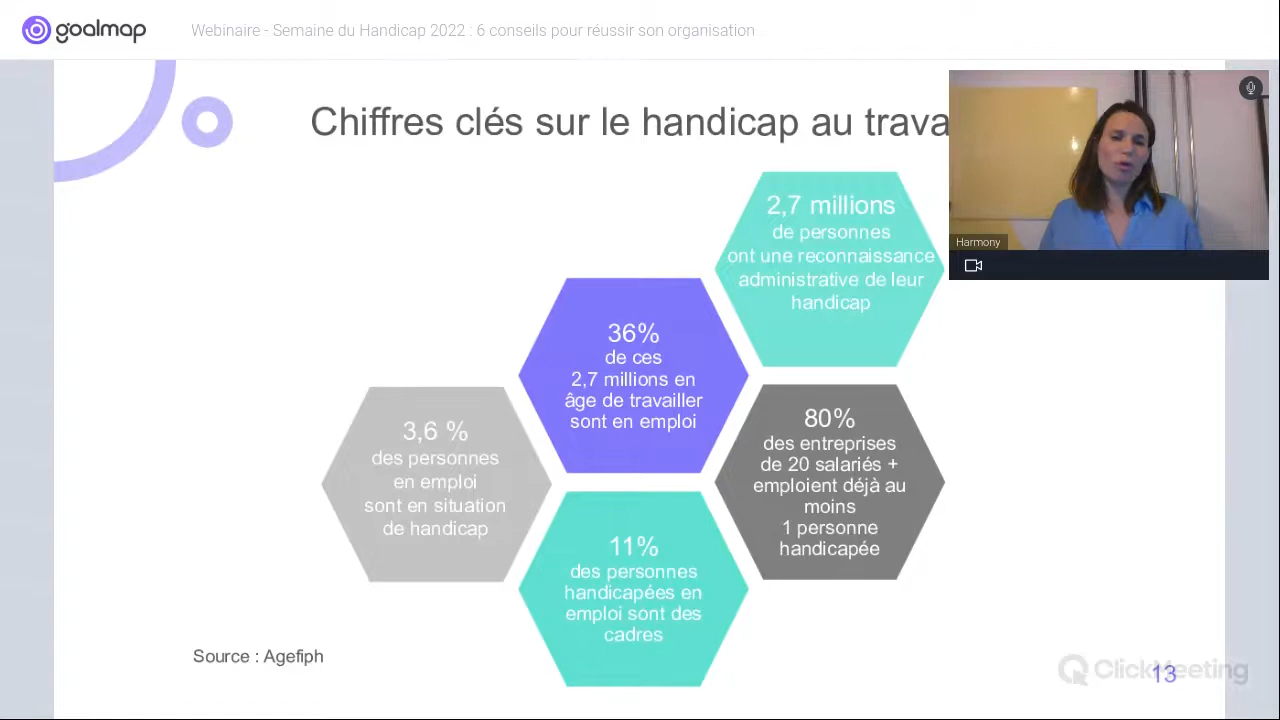 goalmap
Webinaire - Semaine du Handicap 2022 : 6 conseils pour réussir son organisation
Chiffres clés sur le handicap au trava
Harmony
2,7 millions
de personnes
ont une reconnaissance
administrative de leur
handicap
36%
de ces
2,7 millions en
âge de travailler
sont en emploi
80%
des entreprises
de 20 salariés +
emploient déjà au
moins
1 personne
handicapée
3,6 %
des personnes
en emploi
sont en situation
de handicap
11%
des personnes
handicapées en
emploi sont des
cadres
Source : Agefiph
ClickMeeting
13